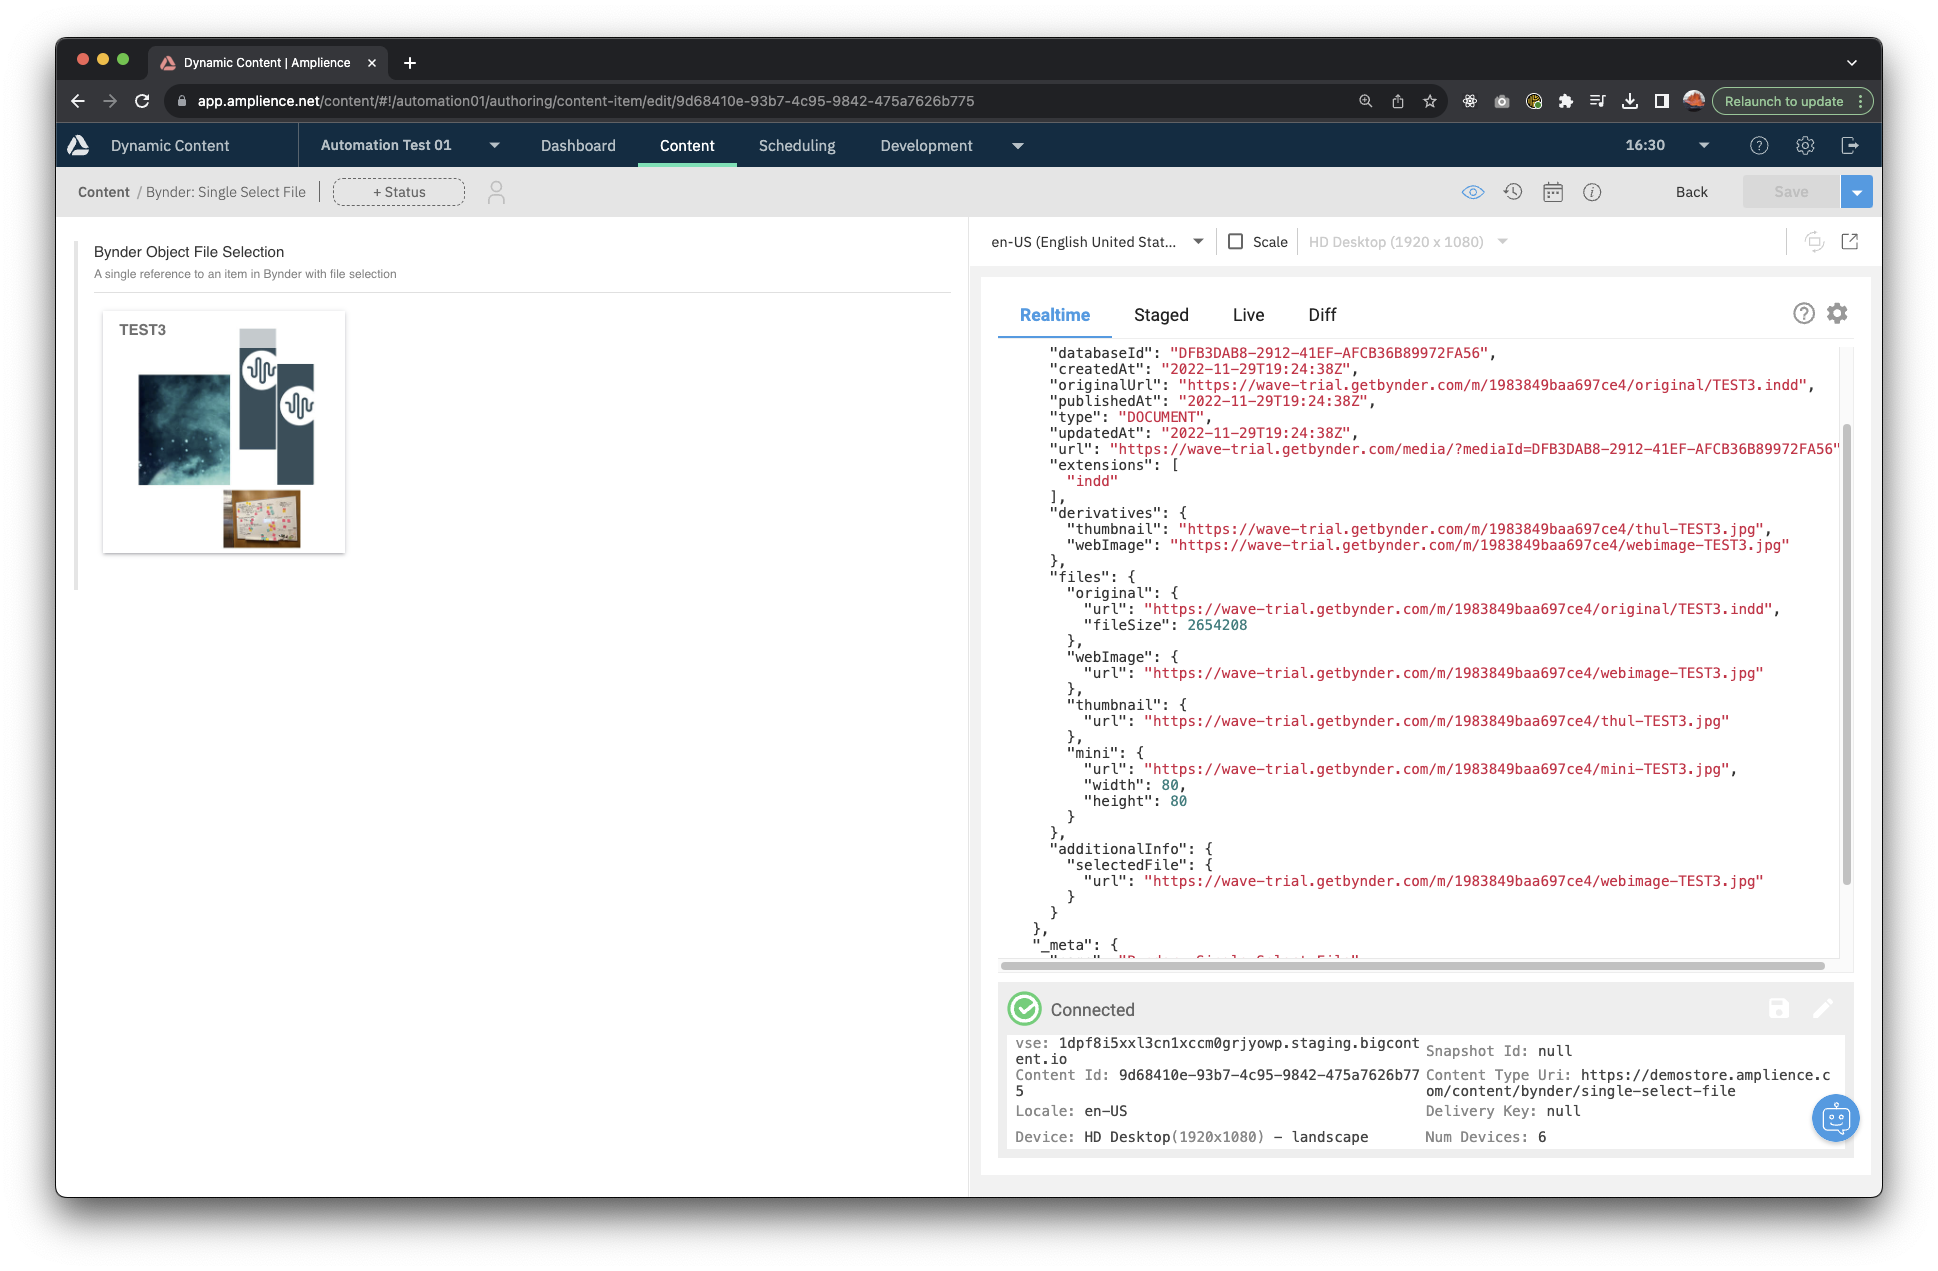 Dynamic Content | Amplience
app.amplience.net/content/#!/automation01/authoring/content-item/edit/9d68410e-93b7-4c95-9842-475a7626b775
Relaunch to update
Dynamic Content
Automation Test 01
Dashboard
Content
Scheduling
Development
16:30
Content / Bynder: Single Select File
+ Status
Back
Save
Bynder Object File Selection
A single reference to an item in Bynder with file selection
TEST3
en-US (English United Stat...
Scale
HD Desktop (1920 x 1080)
Realtime
Staged
Live
Diff
"databaseId": "DFB3DAB8-2912-41EF-AFCB36B89972FA56",
"createdAt": "2022-11-29T19:24:38Z",
"originalUrl": "https://wave-trial.getbynder.com/m/1983849baa697ce4/original/TEST3.indd",
"publishedAt": "2022-11-29T19:24:38Z",
"type": "DOCUMENT",
"updatedAt": "2022-11-29T19:24:38Z",
"url": "https://wave-trial.getbynder.com/media/?mediaId=DFB3DAB8-2912-41EF-AFCB36B89972FA56"
"extensions": [
"indd"
],
"derivatives": {
"thumbnail": "https://wave-trial.getbynder.com/m/1983849baa697ce4/thul-TEST3.jpg",
"webImage": "https://wave-trial.getbynder.com/m/1983849baa697ce4/webimage-TEST3.jpg"
},
"files": {
"original": {
"url": "https://wave-trial.getbynder.com/m/1983849baa697ce4/original/TEST3.indd",
"fileSize": 2654208
},
"webImage": {
"url": "https://wave-trial.getbynder.com/m/1983849baa697ce4/webimage-TEST3.jpg"
},
"thumbnail": {
"url": "https://wave-trial.getbynder.com/m/1983849baa697ce4/thul-TEST3.jpg"
},
"mini": {
"url": "https://wave-trial.getbynder.com/m/1983849baa697ce4/mini-TEST3.jpg",
"width": 80,
"height": 80
}
},
"additionalInfo": {
"selectedFile": {
"url": "https://wave-trial.getbynder.com/m/1983849baa697ce4/webimage-TEST3.jpg"
}
}
},
"_meta": {
Connected
vse: 1dpf8i5xxl3cn1xccm0grjyowp.staging.bigcont
ent.io
Snapshot Id: null
Content Id: 9d68410e-93b7-4c95-9842-475a7626b77
5
Content Type Uri: https://demostore.amplience.c
om/content/bynder/single-select-file
Locale: en-US
Delivery Key: null
Device: HD Desktop(1920x1080) – landscape
Num Devices: 6